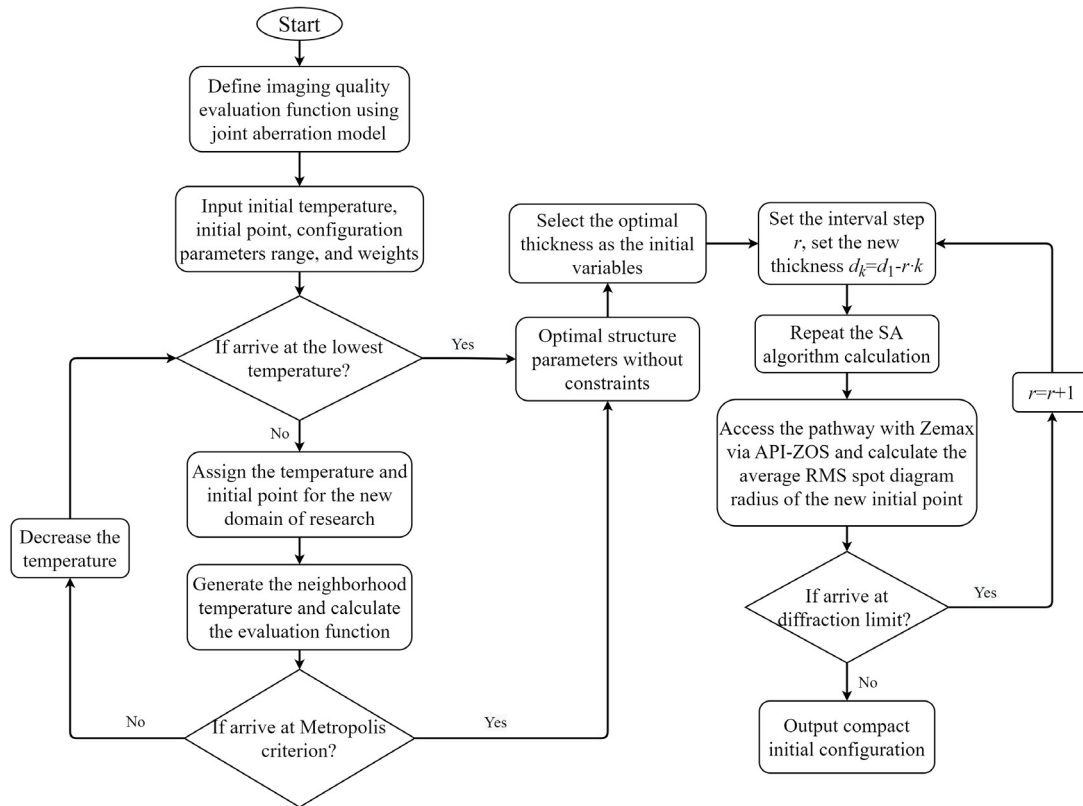 Start
Define imaging quality
evaluation function using
joint aberration model
Input initial temperature,
initial point, configuration
parameters range, and weights
If arrive at the lowest
temperature?
Yes
No
Assign the temperature and
initial point for the new
domain of research
Generate the neighborhood
temperature and calculate
the evaluation function
If arrive at Metropolis
criterion?
No
Yes
Decrease the
temperature
Optimal structure
parameters without
constraints
Select the optimal
thickness as the initial
variables
Set the interval step
r, set the new
thickness dₖ=d₁-r·k
Repeat the SA
algorithm calculation
Access the pathway with Zemax
via API-ZOS and calculate the
average RMS spot diagram
radius of the new initial point
If arrive at
diffraction limit?
Yes
r=r+1
No
Output compact
initial configuration